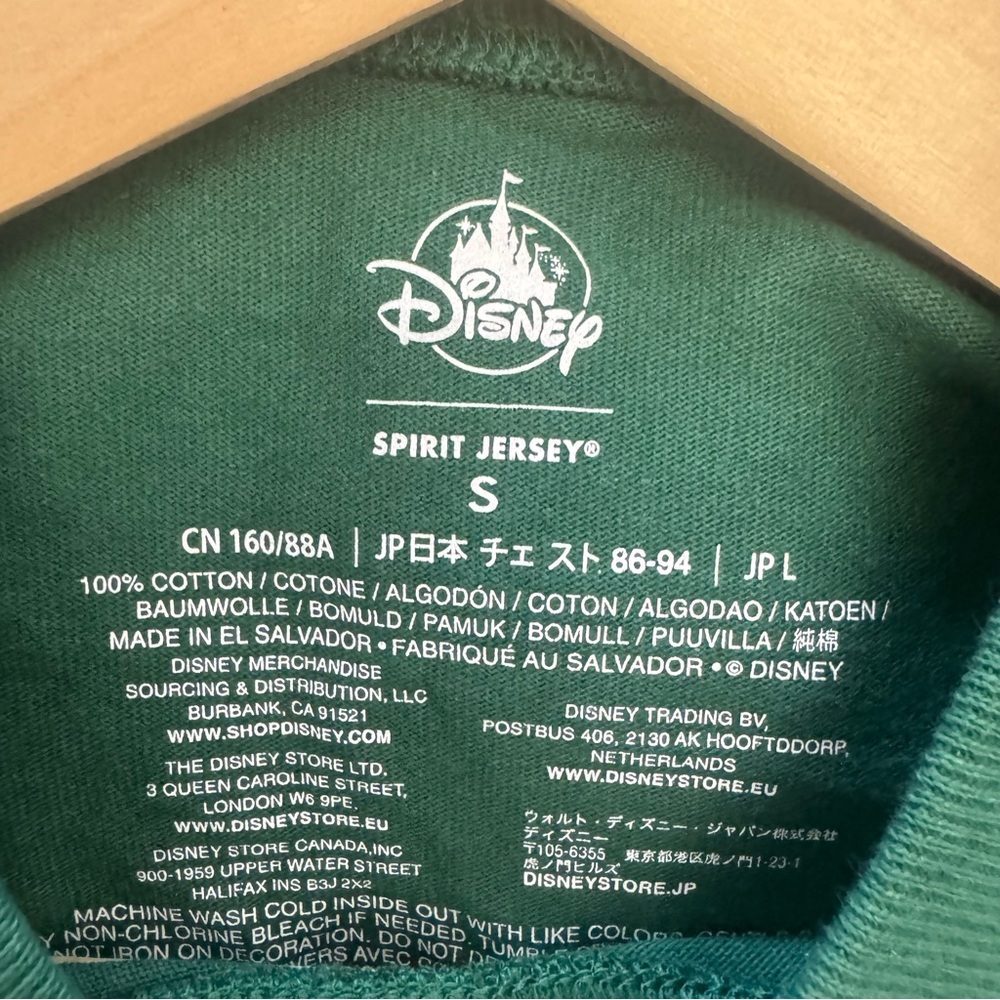 Disney
SPIRIT JERSEY®
S
CN 160/88A | JP日本 チェ スト 86-94 | JP L
100% COTTON / COTONE / ALGODÓN / COTON / ALGODAO / KATOEN /
BAUMWOLLE / BOMULD / PAMUK / BOMULL / PUUVILLA / 純棉
MADE IN EL SALVADOR • FABRIQUÉ AU SALVADOR • © DISNEY
DISNEY MERCHANDISE
SOURCING & DISTRIBUTION, LLC
BURBANK, CA 91521
WWW.SHOPDISNEY.COM
THE DISNEY STORE LTD.
3 QUEEN CAROLINE STREET,
LONDON W6 9PE.
WWW.DISNEYSTORE.EU
DISNEY STORE CANADA,INC
900-1959 UPPER WATER STREET
HALIFAX INS B3J 2X2
DISNEY TRADING BV,
POSTBUS 406, 2130 AK HOOFTDDORP,
NETHERLANDS
WWW.DISNEYSTORE.EU
ウォルト・ディズニー・ジャパン株式会社
ディズニー
〒105-6355 東京都港区虎ノ門1-23-1
虎ノ門ヒルズ
DISNEYSTORE.JP
MACHINE WASH COLD INSIDE OUT WITH LIKE
NON-CHLORINE BLEACH IF NEEDED.
IRON ON DECORATION. DO NOT AVEC